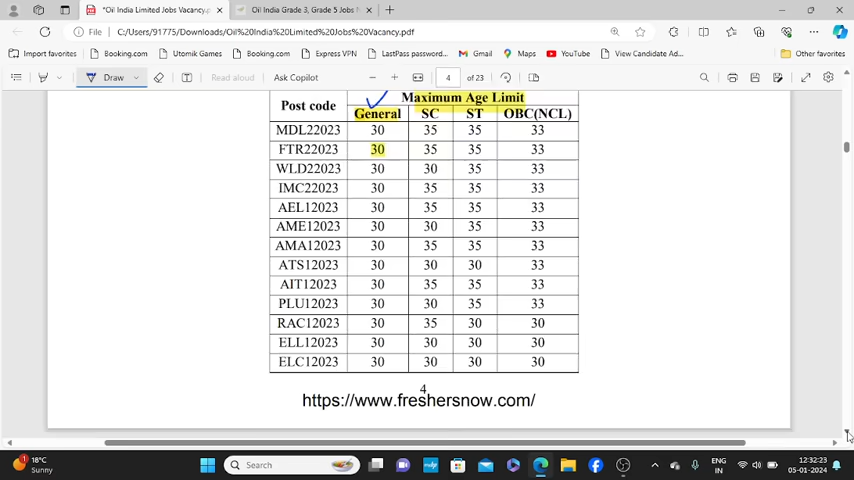 *Oil India Limited Jobs Vacancy.p
Oil India Grade 3, Grade 5 Jobs N
File
C:/Users/91775/Downloads/Oil%20India%20Limited%20Jobs%20Vacancy.pdf
Import favorites
Booking.com
Utomik Games
Booking.com
Express VPN
LastPass password...
Gmail
Maps
YouTube
View Candidate Ad...
Other favorites
Draw
Read aloud
Ask Copilot
4
of 23
Post code
Maximum Age Limit
General SC ST OBC(NCL)
MDL22023 30 35 35 33
FTR22023 30 35 35 33
WLD22023 30 30 35 33
IMC22023 30 35 35 33
AEL12023 30 35 35 33
AME12023 30 30 35 33
AMA12023 30 35 35 33
ATS12023 30 30 30 33
AIT12023 30 35 35 33
PLU12023 30 30 35 33
RAC12023 30 35 30 30
ELL12023 30 30 30 30
ELC12023 30 30 30 30
4
https://www.freshersnow.com/
1
18°C
Sunny
Search
ENG
IN
12:32:23
05-01-2024